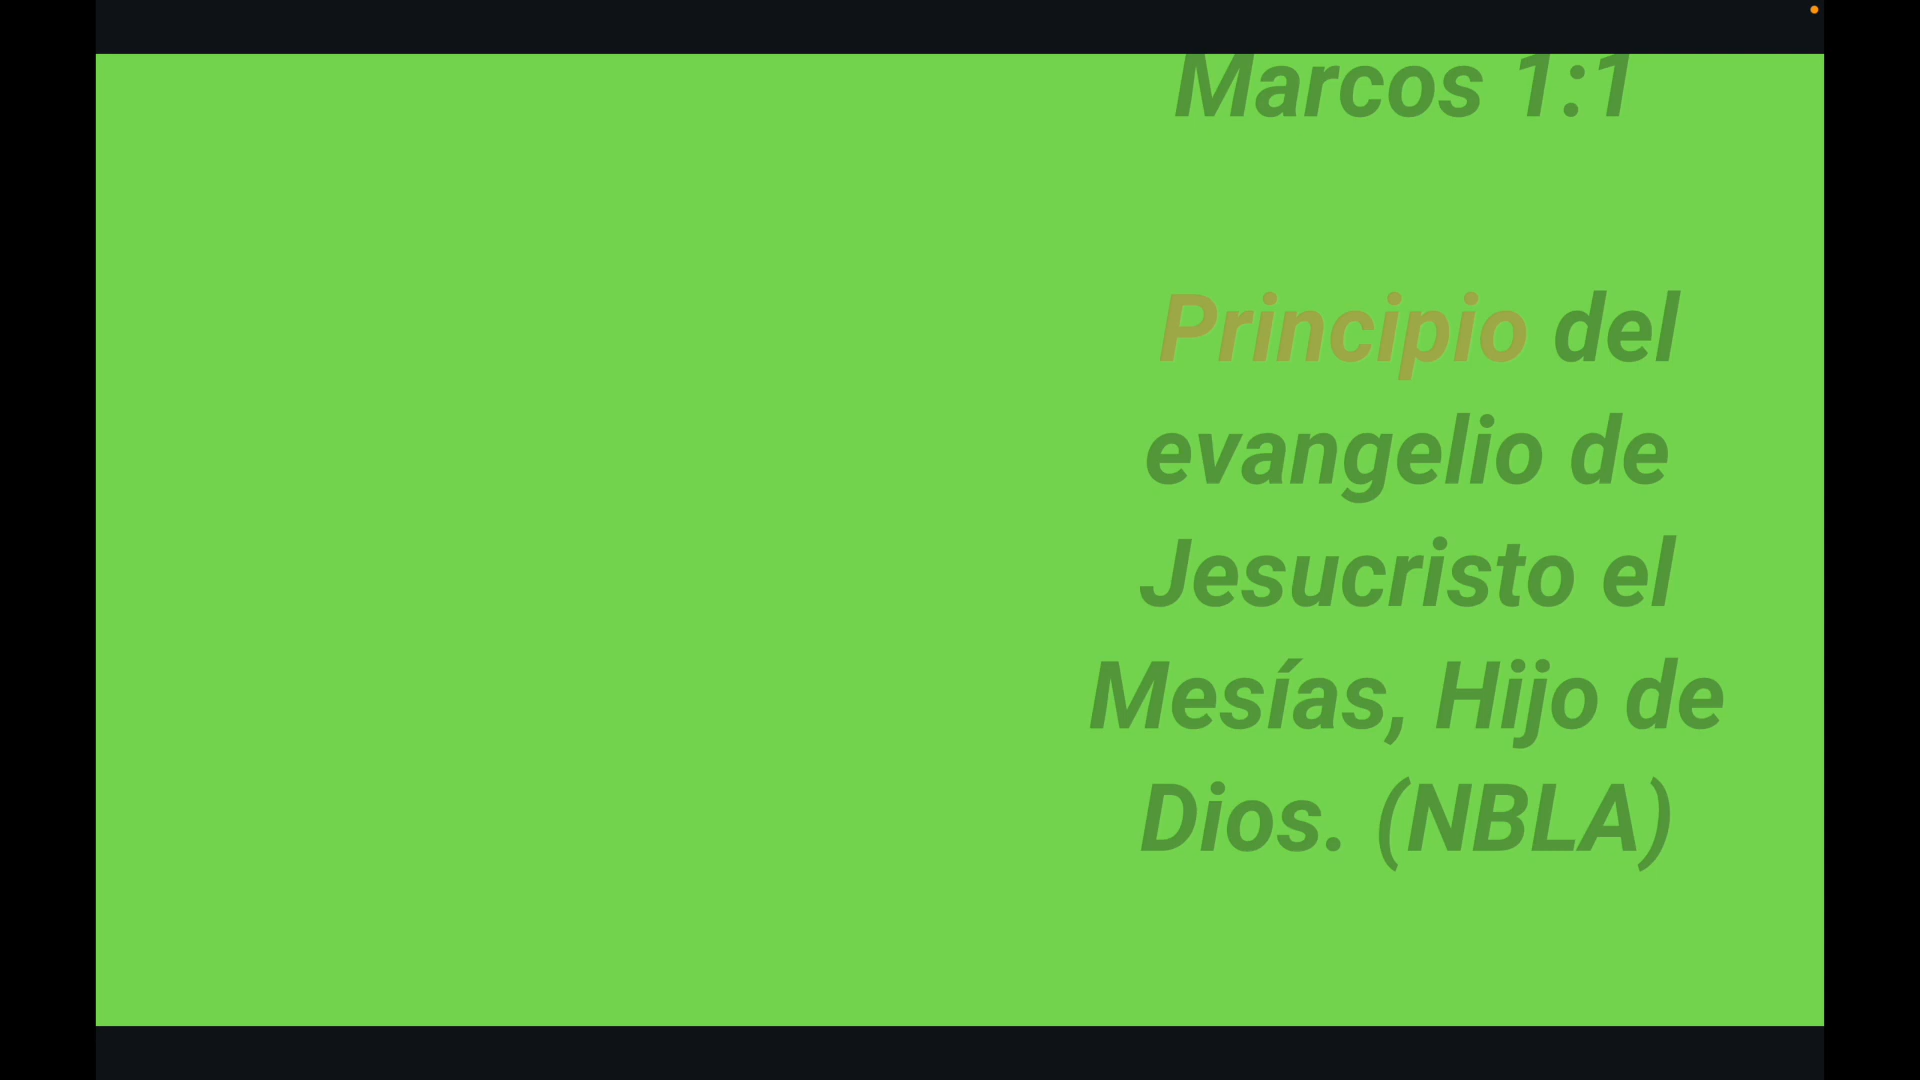 Marcos 1:1
Principio del
evangelio de
Jesucristo el
Mesías, Hijo de
Dios. (NBLA)